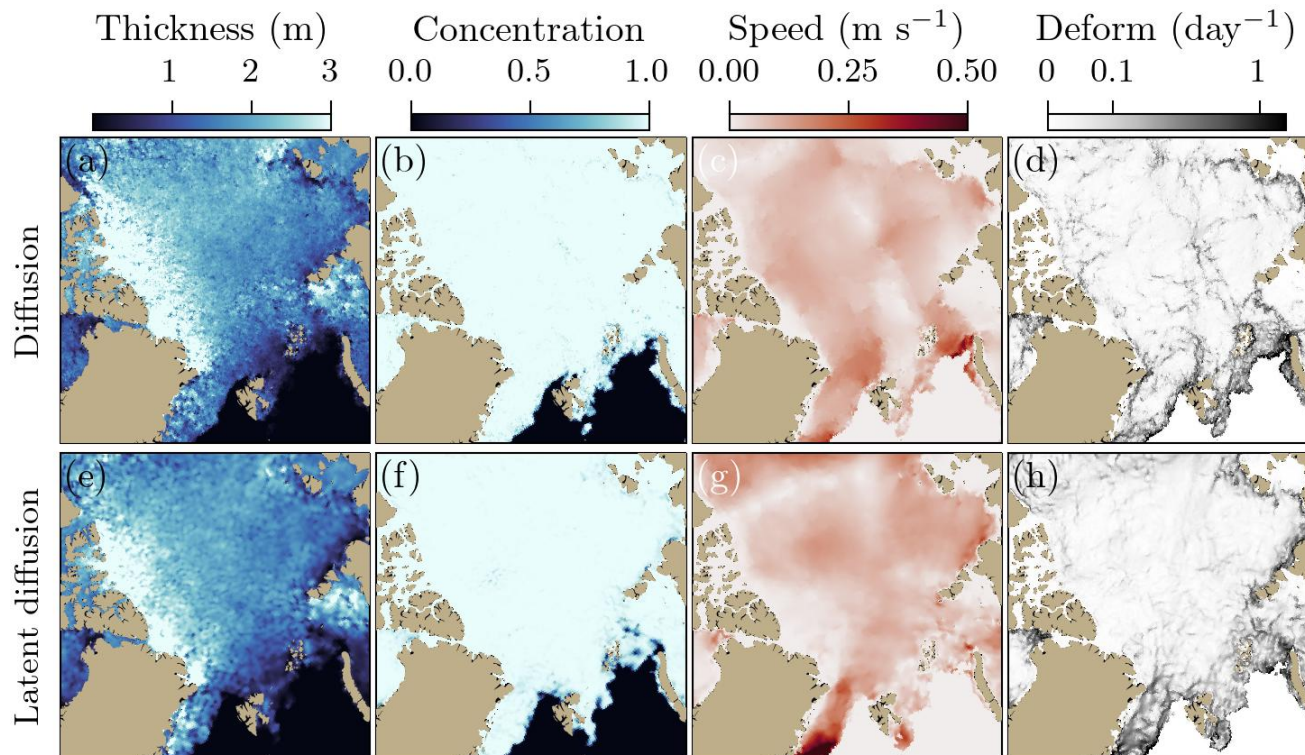 Thickness (m) Concentration Speed (m s⁻¹) Deform (day⁻¹)
1 2 3 0.0 0.5 1.0 0.00 0.25 0.50 0 0.1 1
Diffusion
(a) (b) (c) (d)
Latent diffusion
(e) (f) (g) (h)